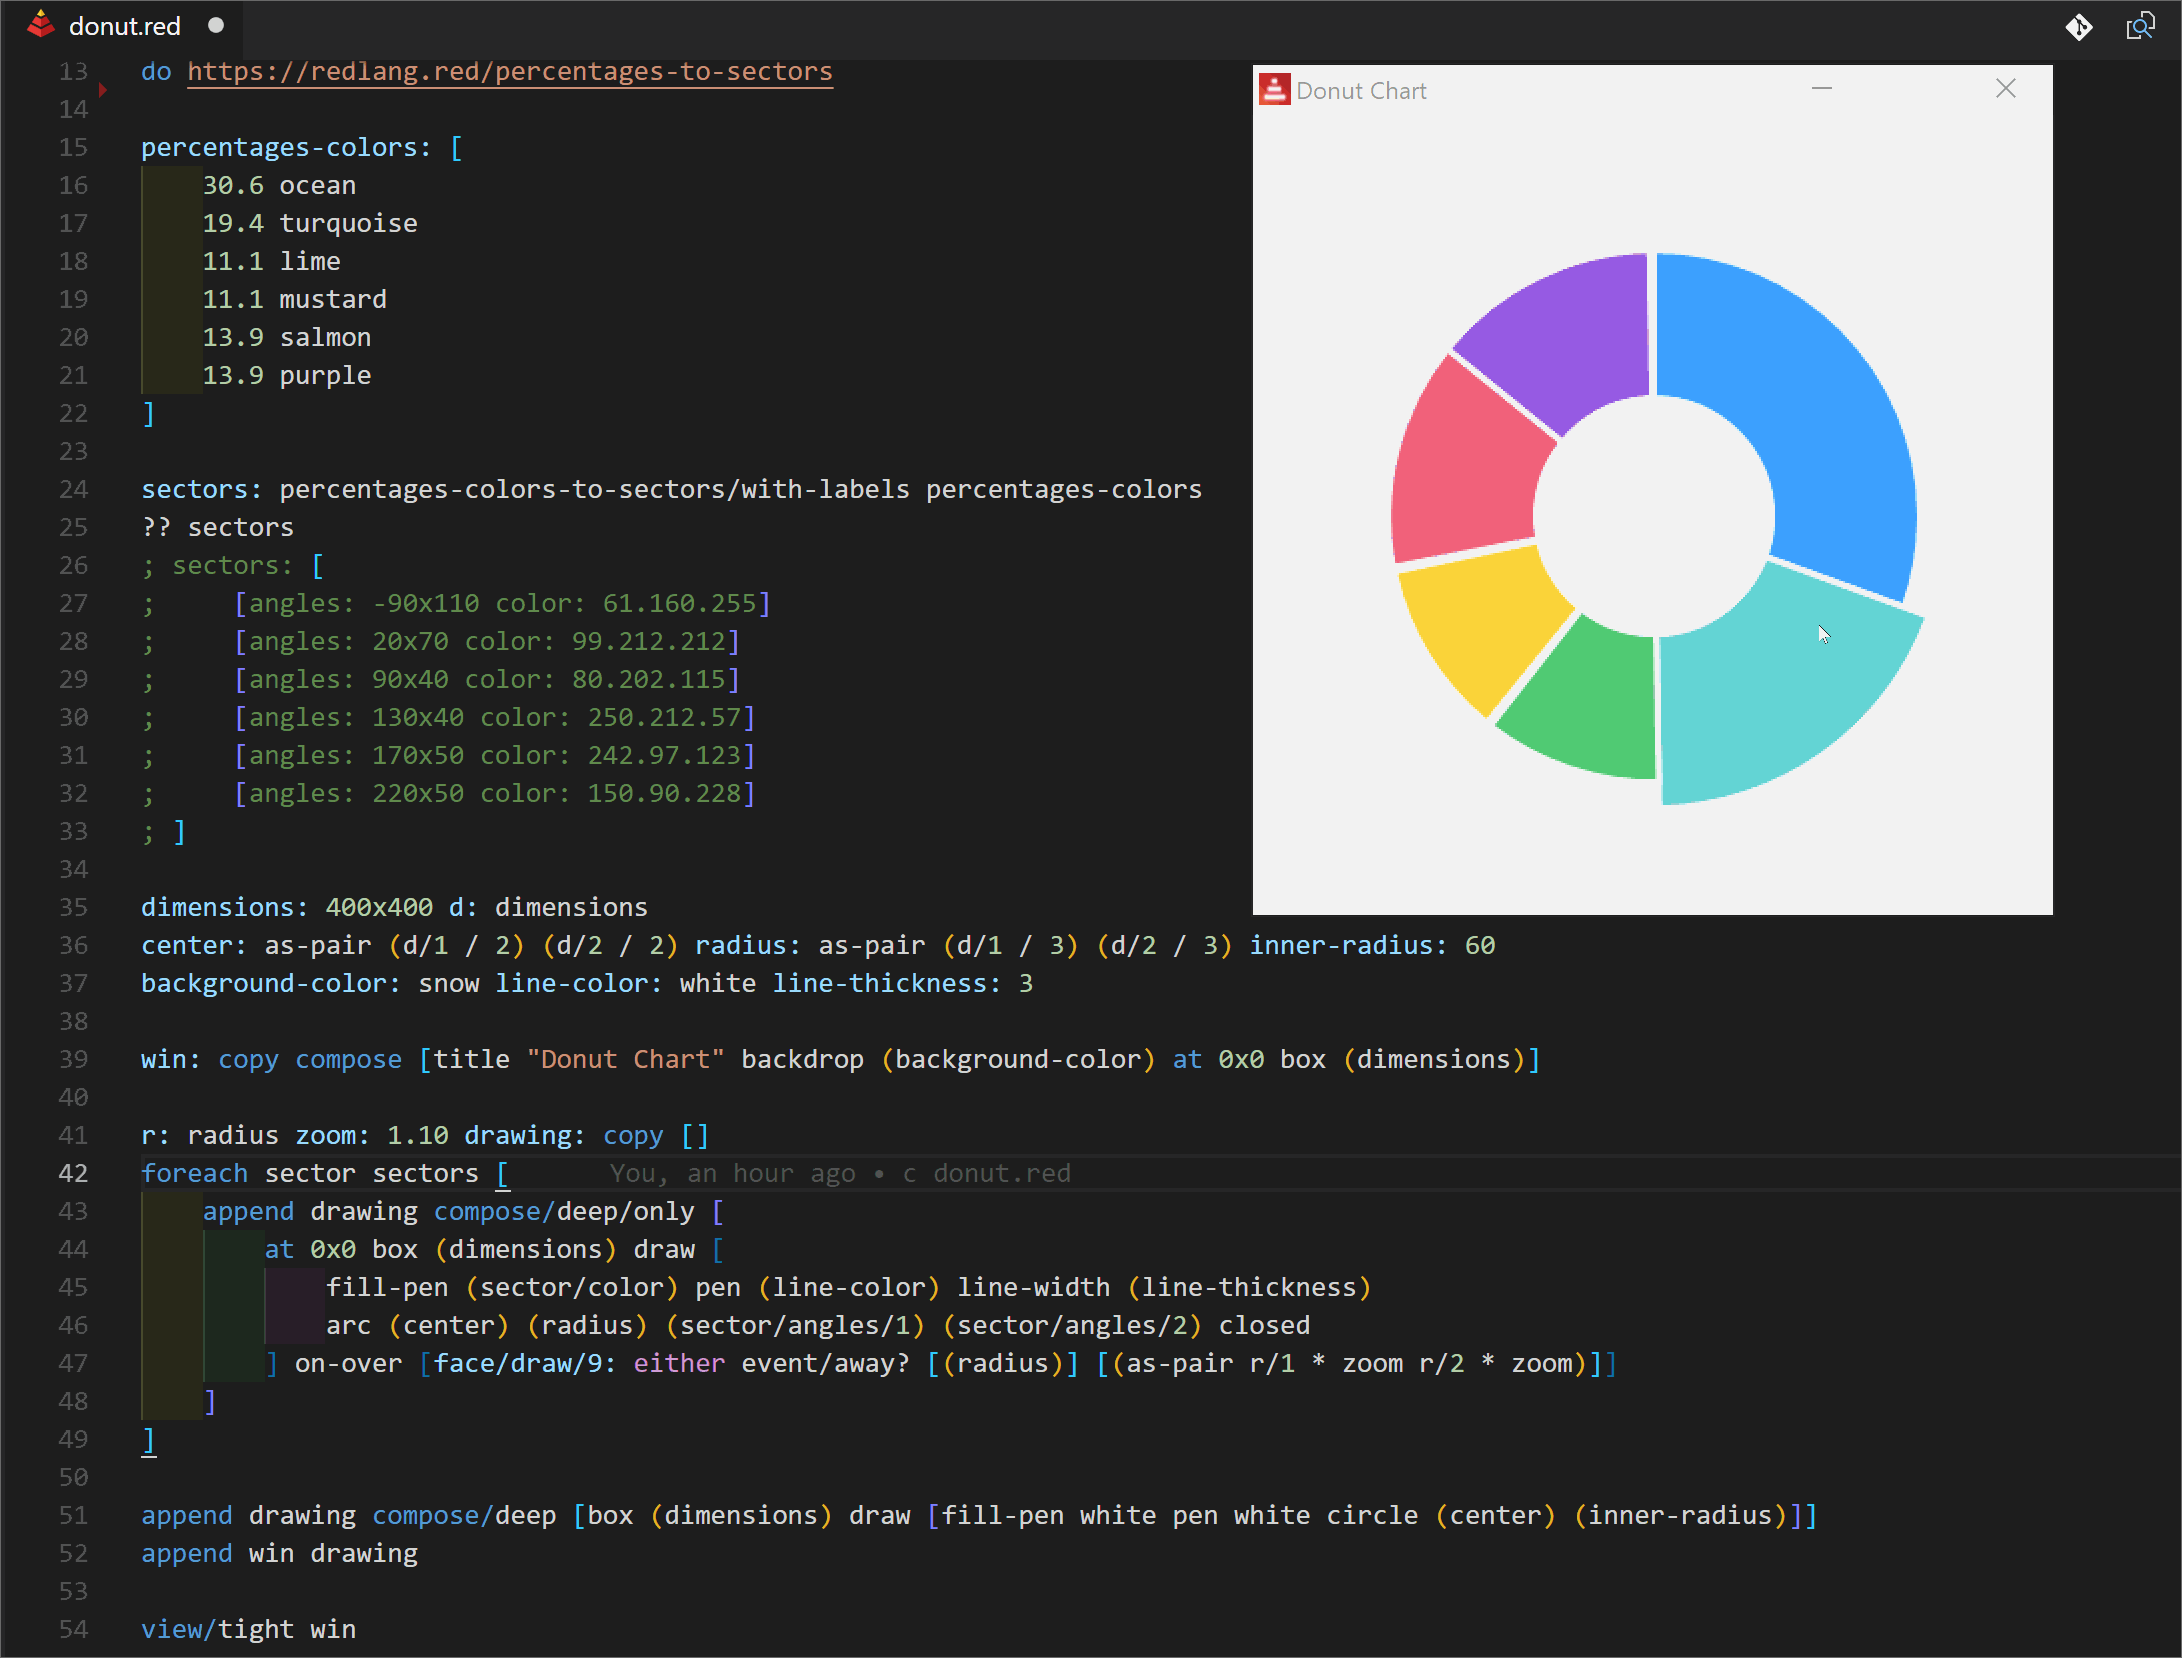 donut.red
13 do https://redlang.red/percentages-to-sectors
Donut Chart
14
15 percentages-colors: [
16 30.6 ocean
17 19.4 turquoise
18 11.1 lime
19 11.1 mustard
20 13.9 salmon
21 13.9 purple
22 ]
23
24 sectors: percentages-colors-to-sectors/with-labels percentages-colors
25 ?? sectors
26 ; sectors: [
27 ; [angles: -90x110 color: 61.160.255]
28 ; [angles: 20x70 color: 99.212.212]
29 ; [angles: 90x40 color: 80.202.115]
30 ; [angles: 130x40 color: 250.212.57]
31 ; [angles: 170x50 color: 242.97.123]
32 ; [angles: 220x50 color: 150.90.228]
33 ; ]
34
35 dimensions: 400x400 d: dimensions
36 center: as-pair (d/1 / 2) (d/2 / 2) radius: as-pair (d/1 / 3) (d/2 / 3) inner-radius: 60
37 background-color: snow line-color: white line-thickness: 3
38
39 win: copy compose [title "Donut Chart" backdrop (background-color) at 0x0 box (dimensions)]
40
41 r: radius zoom: 1.10 drawing: copy []
42 foreach sector sectors [ You, an hour ago • c donut.red
43 append drawing compose/deep/only [
44 at 0x0 box (dimensions) draw [
45 fill-pen (sector/color) pen (line-color) line-width (line-thickness)
46 arc (center) (radius) (sector/angles/1) (sector/angles/2) closed
47 ] on-over [face/draw/9: either event/away? [(radius)] [(as-pair r/1 * zoom r/2 * zoom)]]
48 ]
49 ]
50
51 append drawing compose/deep [box (dimensions) draw [fill-pen white pen white circle (center) (inner-radius)]]
52 append win drawing
53
54 view/tight win